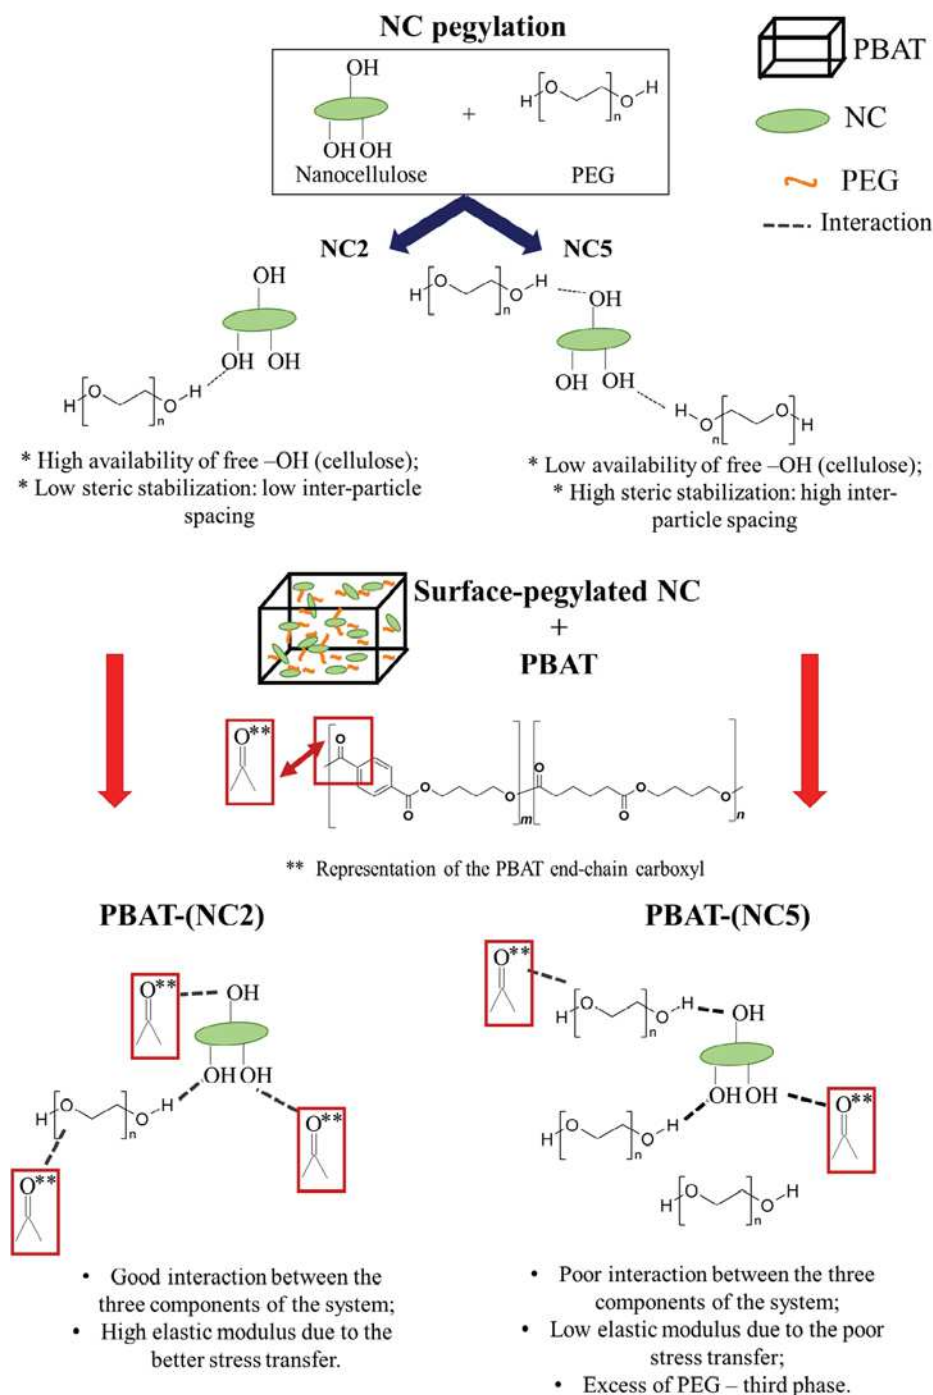 NC pegylation
OH
OH OH
Nanocellulose
+
H O O H
n
PEG
PBAT
NC
PEG
Interaction
NC2
OH
OH OH
H O O H
n
* High availability of free –OH (cellulose);
* Low steric stabilization: low inter-particle
spacing
NC5
H O O H
n
OH
OH OH
H O O H
n
* Low availability of free –OH (cellulose);
* High steric stabilization: high inter-
particle spacing
Surface-pegylated NC
+
PBAT
O**
O
O
O
O
m
O
O
O
O
n
** Representation of the PBAT end-chain carboxyl
PBAT-(NC2)
O**
OH
OH OH
H O O H
n
O**
O**
• Good interaction between the
three components of the system;
• High elastic modulus due to the
better stress transfer.
PBAT-(NC5)
O**
H O O H
n
OH
OH OH
O**
H O O H
n
H O O H
n
• Poor interaction between the three
components of the system;
• Low elastic modulus due to the poor
stress transfer;
• Excess of PEG – third phase.